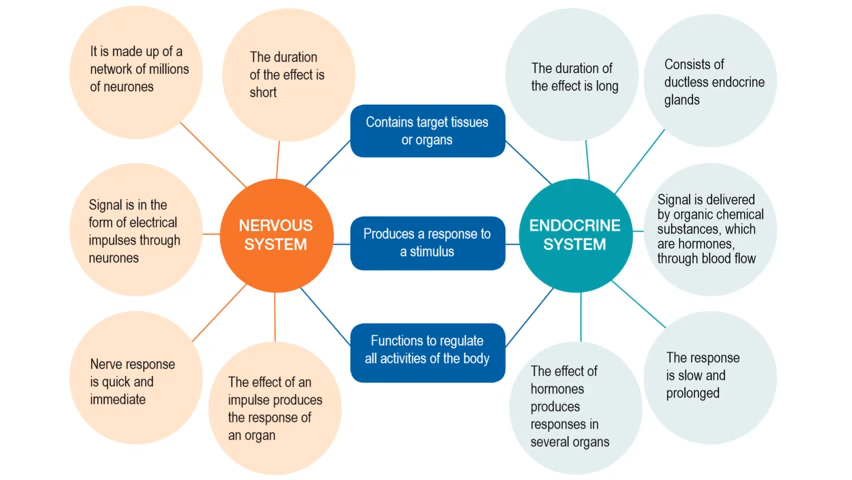 It is made up of a
network of millions
of neurones
The duration
of the effect is
short
The duration of
the effect is long
Consists of
ductless endocrine
glands
Contains target tissues
or organs
Signal is in the
form of electrical
impulses through
neurones
NERVOUS
SYSTEM
Produces a response to
a stimulus
ENDOCRINE
SYSTEM
Signal is delivered
by organic chemical
substances, which
are hormones,
through blood flow
Functions to regulate
all activities of the body
Nerve response
is quick and
immediate
The effect of an
impulse produces
the response of
an organ
The effect of
hormones
produces
responses in
several organs
The response
is slow and
prolonged